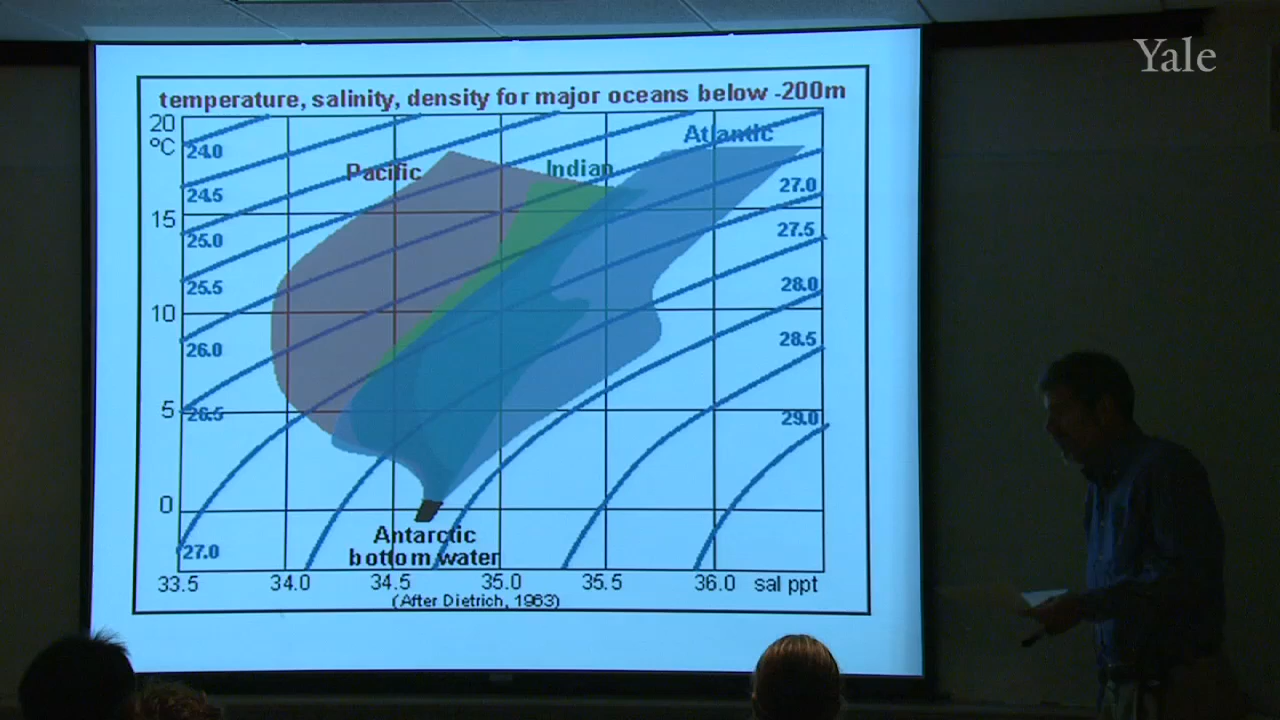 Yale
temperature, salinity, density for major oceans below -200m
20
°C
24.0
Atlantic
Pacific
Indian
24.5
27.0
15
25.0
27.5
25.5
28.0
10
26.0
28.5
5
26.5
29.0
0
Antarctic
bottom water
27.0
33.5 34.0 34.5 35.0 35.5 36.0 sal ppt
(After Dietrich, 1963)